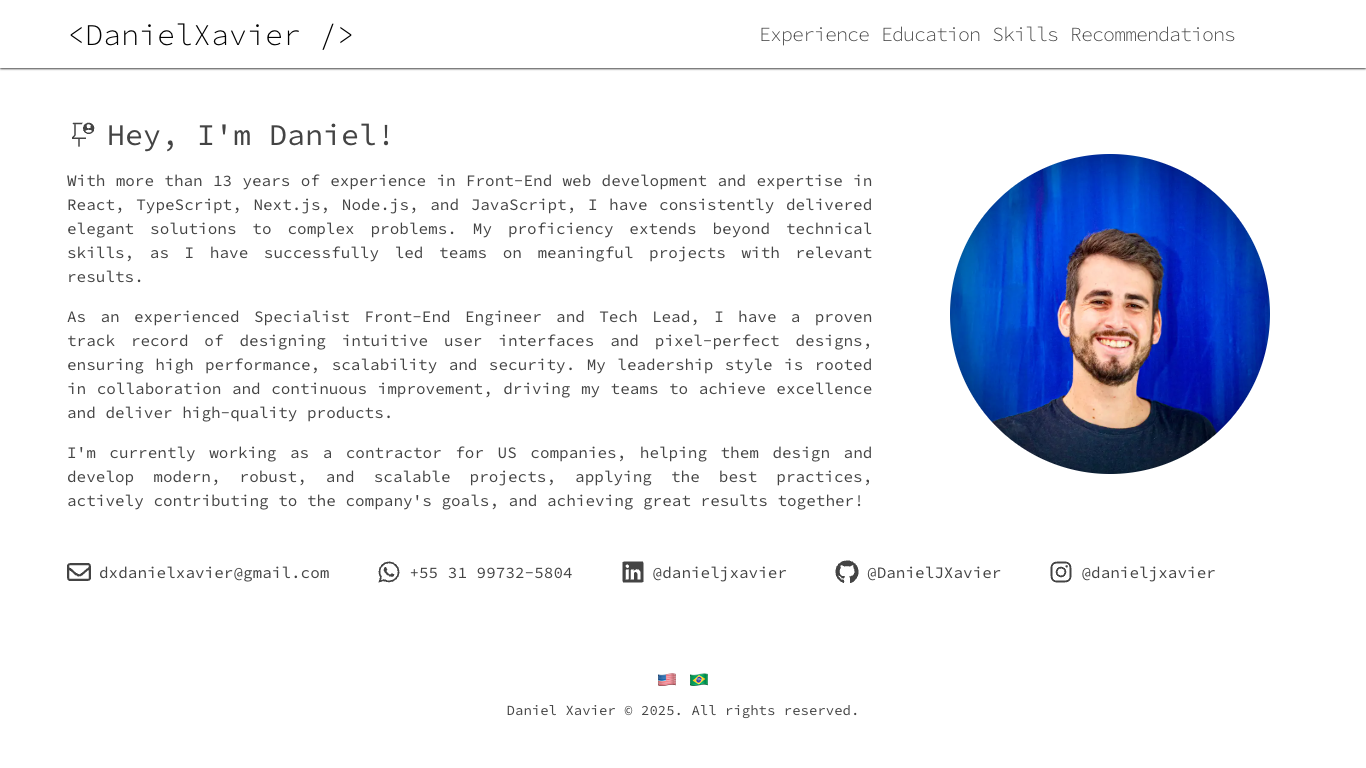 <DanielXavier />
Experience Education Skills Recommendations
Hey, I'm Daniel!
With more than 13 years of experience in Front-End web development and expertise in
React, TypeScript, Next.js, Node.js, and JavaScript, I have consistently delivered
elegant solutions to complex problems. My proficiency extends beyond technical
skills, as I have successfully led teams on meaningful projects with relevant
results.
As an experienced Specialist Front-End Engineer and Tech Lead, I have a proven
track record of designing intuitive user interfaces and pixel-perfect designs,
ensuring high performance, scalability and security. My leadership style is rooted
in collaboration and continuous improvement, driving my teams to achieve excellence
and deliver high-quality products.
I'm currently working as a contractor for US companies, helping them design and
develop modern, robust, and scalable projects, applying the best practices,
actively contributing to the company's goals, and achieving great results together!
dxdanielxavier@gmail.com +55 31 99732-5804 @danieljxavier @DanielJXavier @danieljxavier
Daniel Xavier © 2025. All rights reserved.